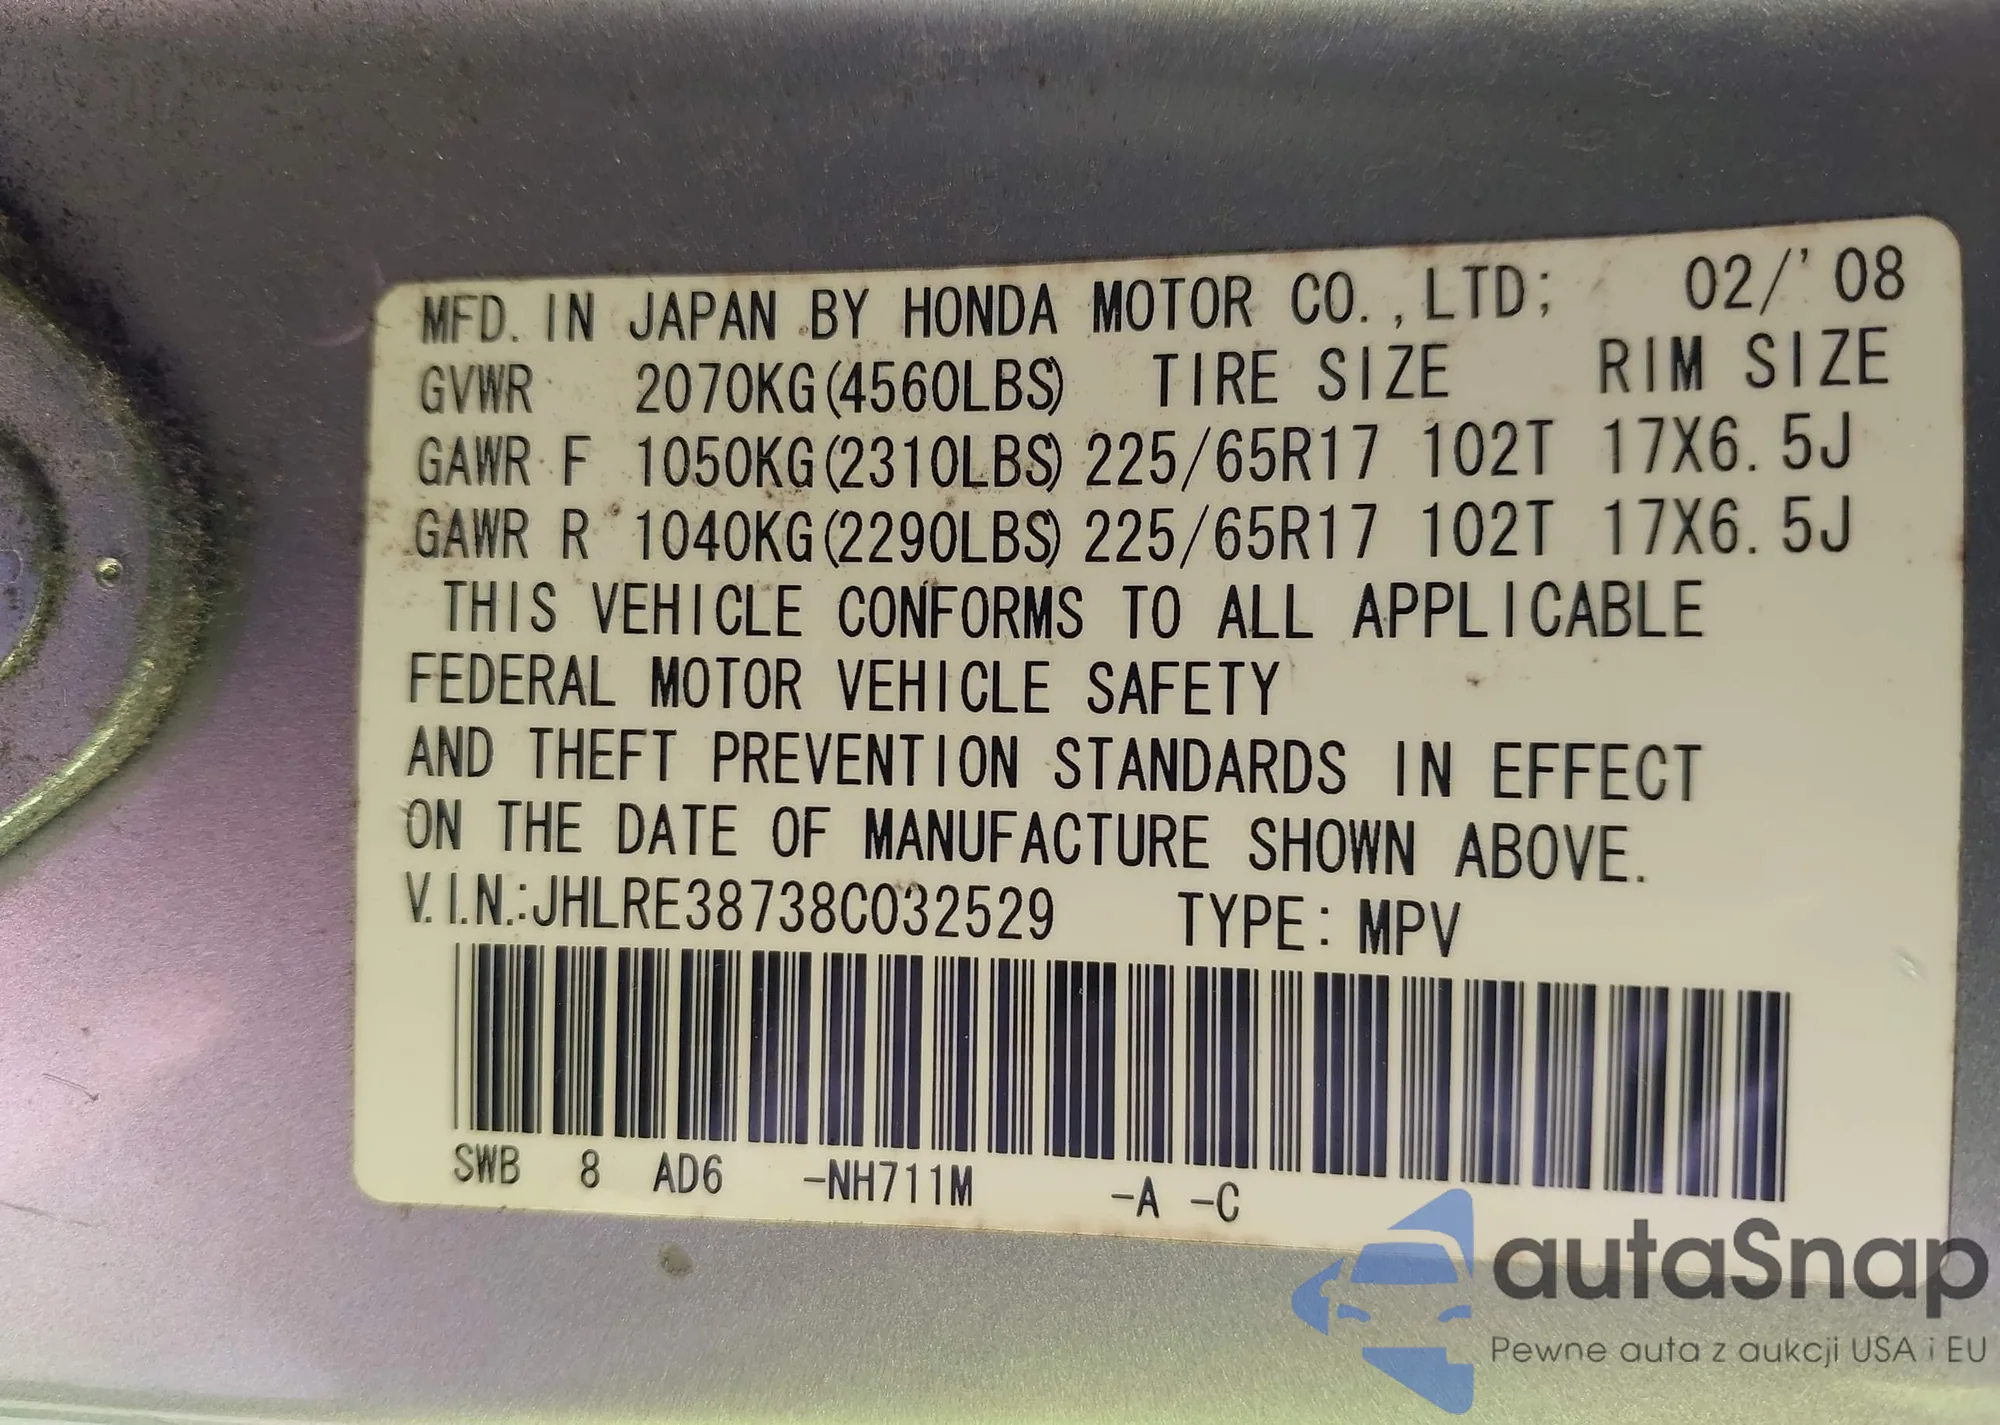 MFD. IN JAPAN BY HONDA MOTOR CO.,LTD; 02/'08
GVWR 2070KG(4560LBS) TIRE SIZE RIM SIZE
GAWR F 1050KG(2310LBS) 225/65R17 102T 17X6.5J
GAWR R 1040KG(2290LBS) 225/65R17 102T 17X6.5J
THIS VEHICLE CONFORMS TO ALL APPLICABLE
FEDERAL MOTOR VEHICLE SAFETY
AND THEFT PREVENTION STANDARDS IN EFFECT
ON THE DATE OF MANUFACTURE SHOWN ABOVE.
V.I.N.:JHLRE38738C032529 TYPE: MPV
SWB 8 AD6 -NH711M -A -C
autaSnap
Pewne auta z aukcji USA i EU